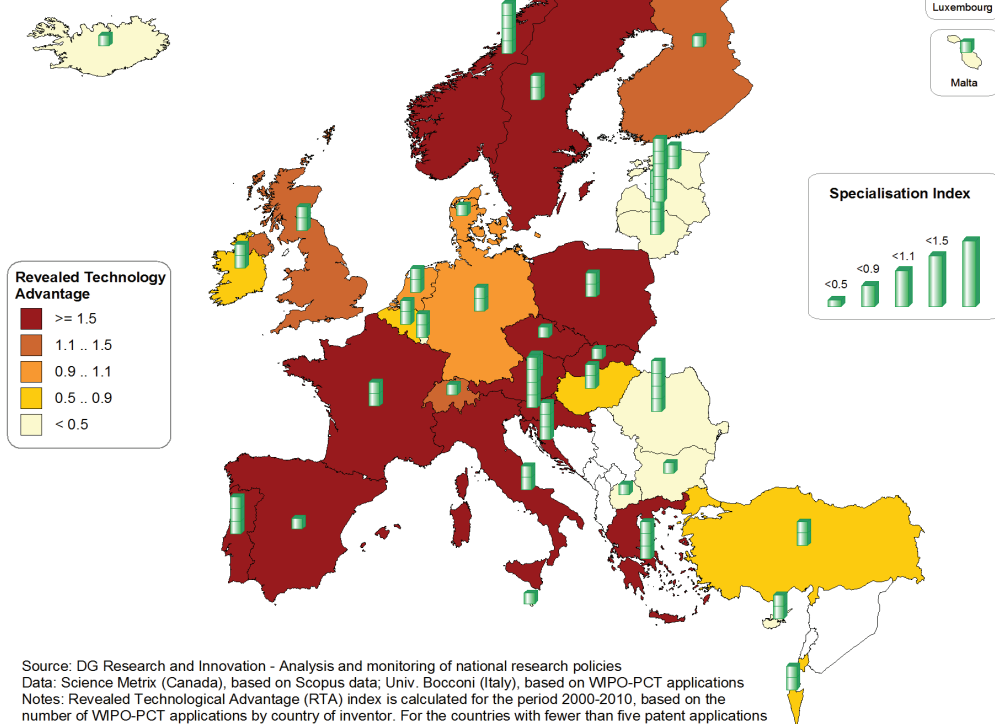 Luxembourg
Malta
Specialisation Index
<0.5
<0.9
<1.1
<1.5
Revealed Technology
Advantage
>= 1.5
1.1 .. 1.5
0.9 .. 1.1
0.5 .. 0.9
< 0.5
Source: DG Research and Innovation - Analysis and monitoring of national research policies
Data: Science Metrix (Canada), based on Scopus data; Univ. Bocconi (Italy), based on WIPO-PCT applications
Notes: Revealed Technological Advantage (RTA) index is calculated for the period 2000-2010, based on the
number of WIPO-PCT applications by country of inventor. For the countries with fewer than five patent applications